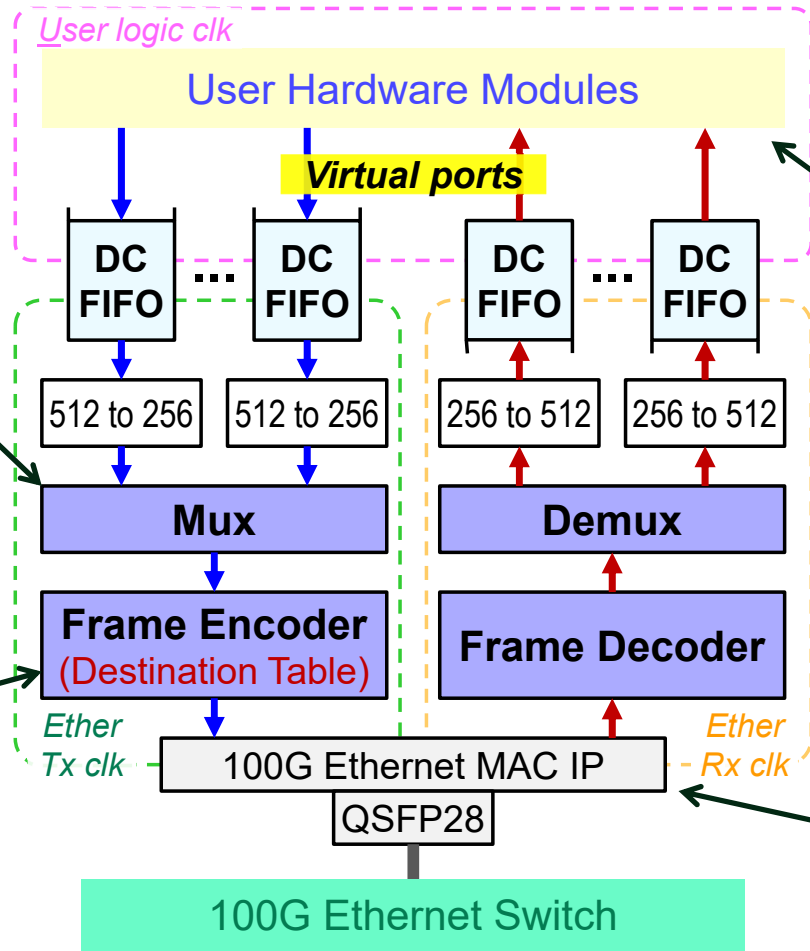 User logic clk
User Hardware Modules
Virtual ports
DC
FIFO
...
DC
FIFO
DC
FIFO
...
DC
FIFO
512 to 256
512 to 256
256 to 512
256 to 512
Mux
Demux
Frame Encoder
(Destination Table)
Frame Decoder
Ether
Tx clk
Ether
Rx clk
100G Ethernet MAC IP
QSFP28
100G Ethernet Switch